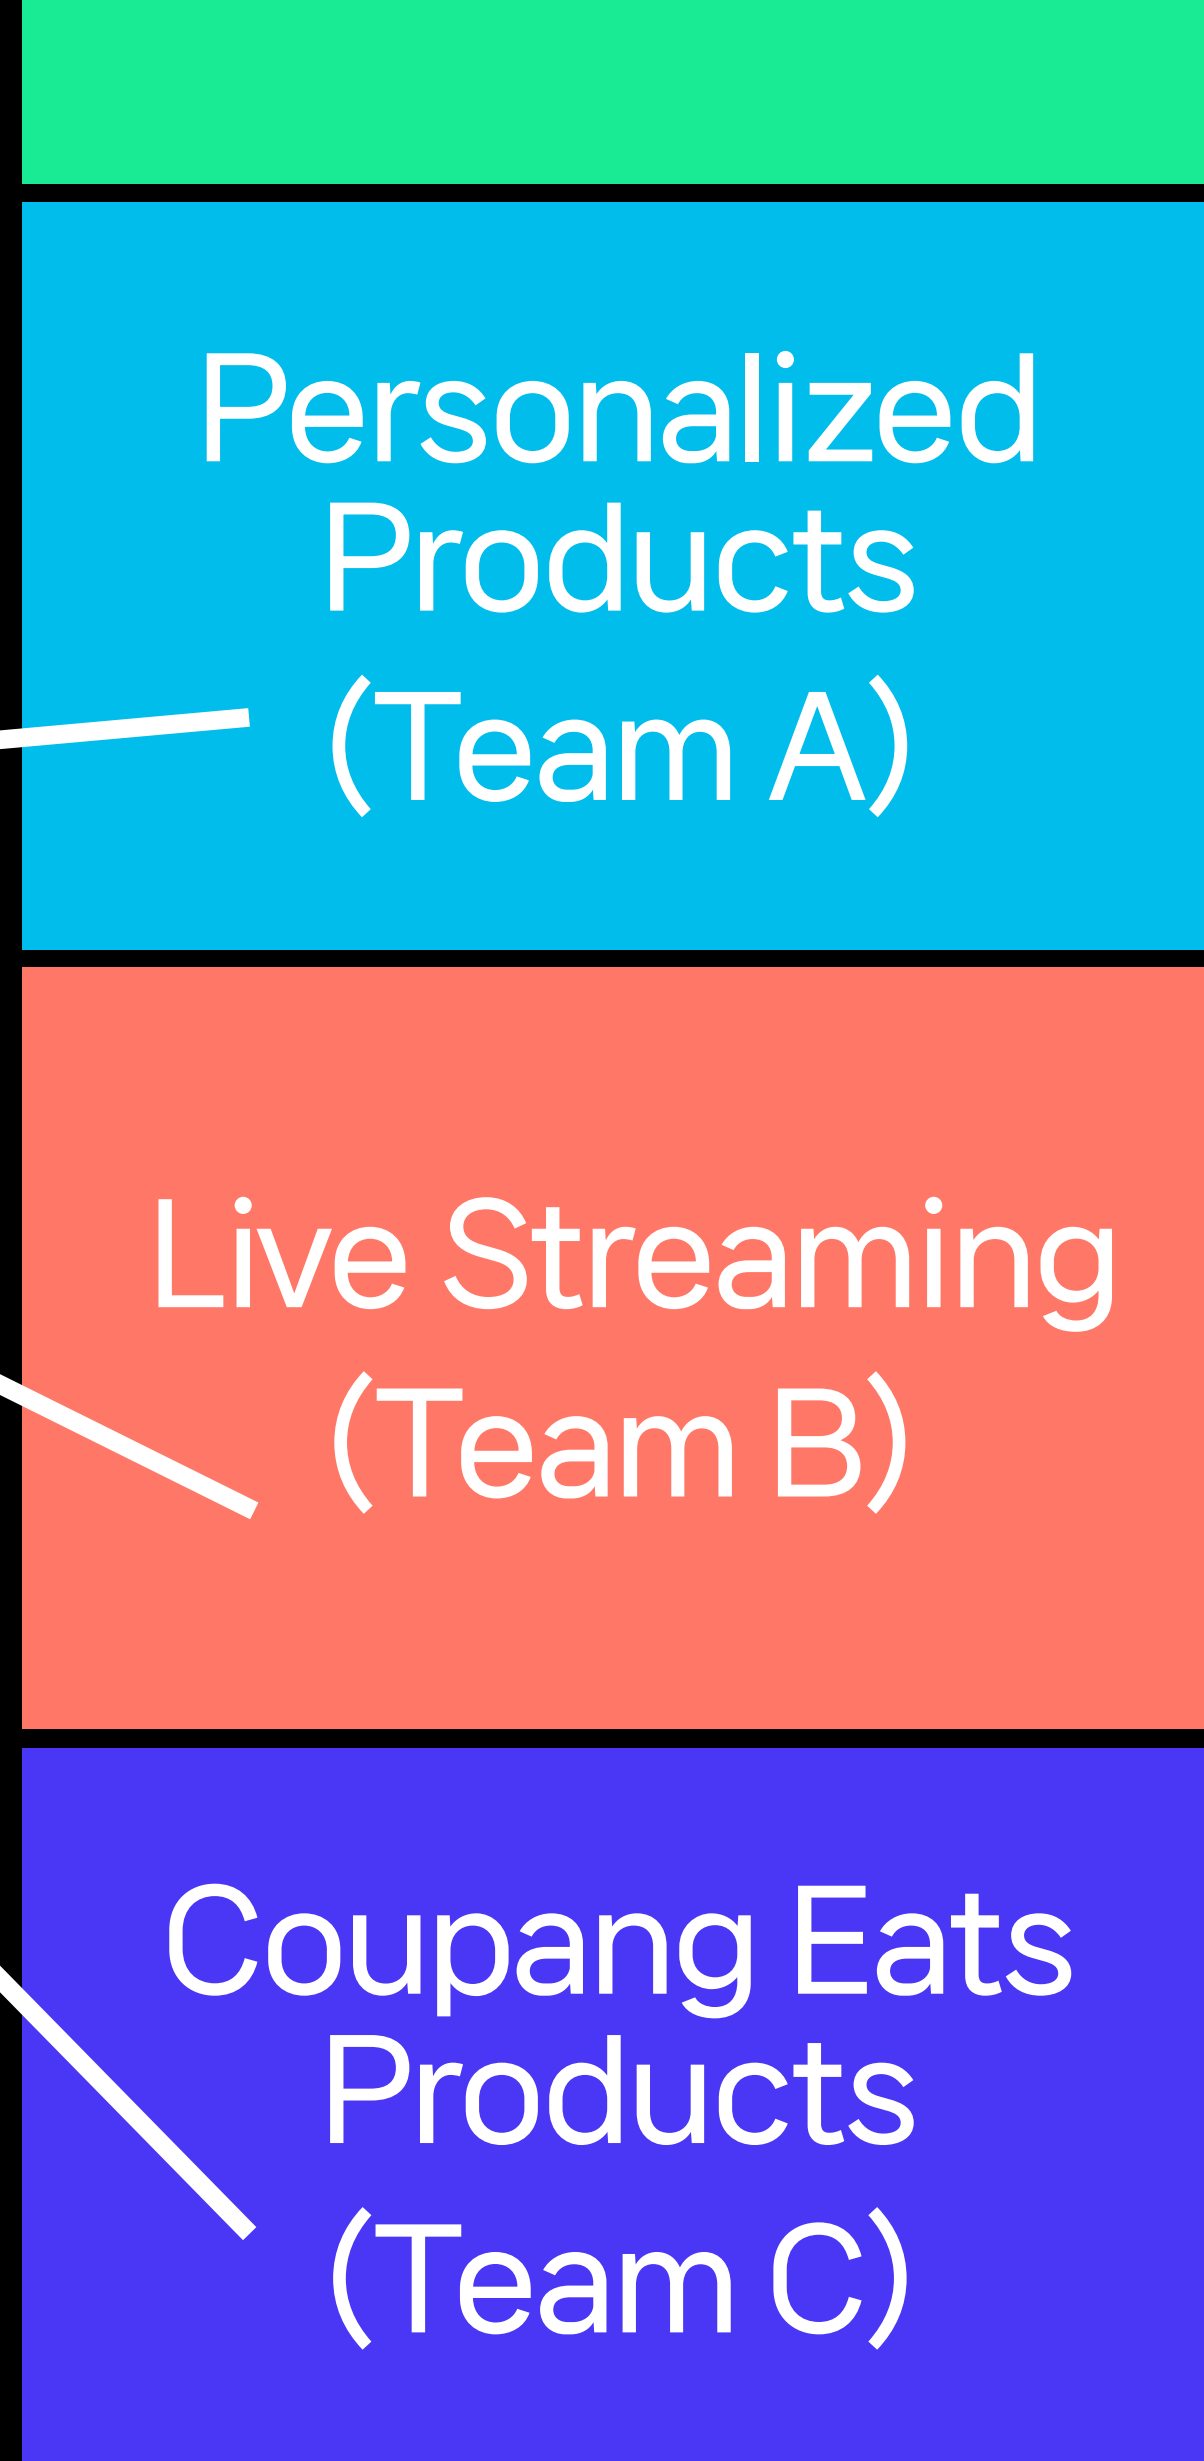 Personalized
Products
(Team A)
Live Streaming
(Team B)
Coupang Eats
Products
(Team C)